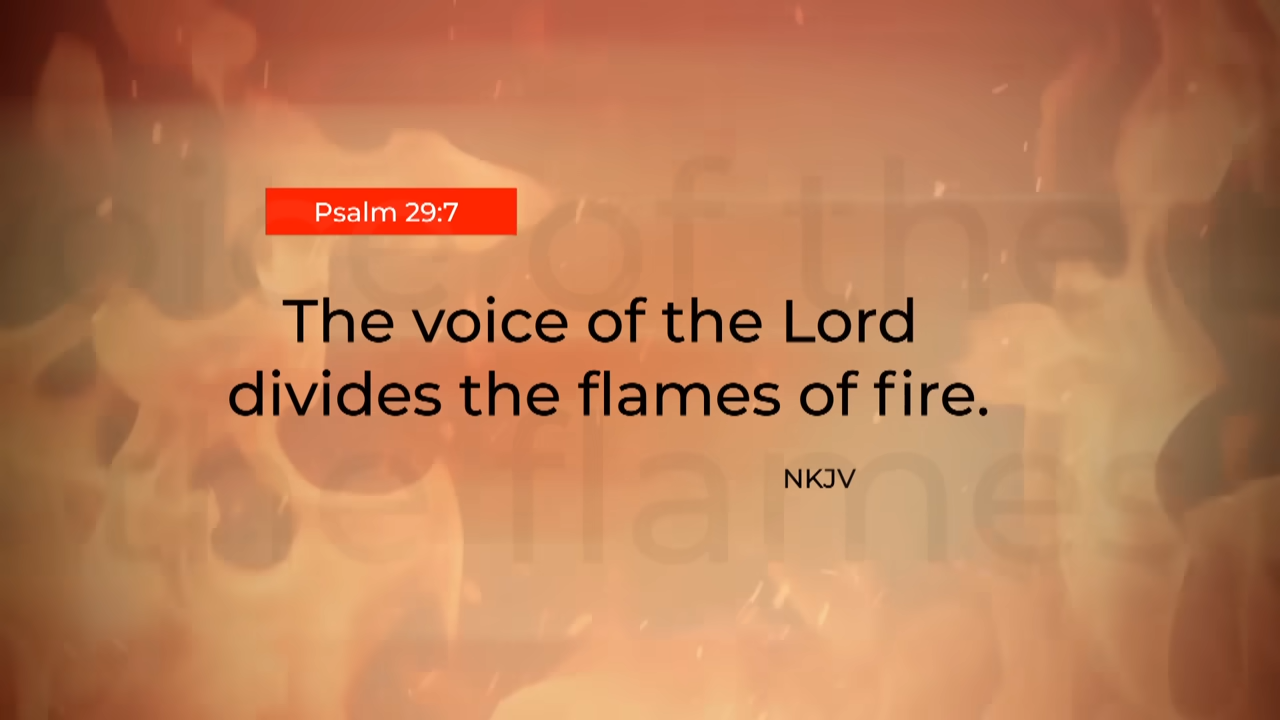 Psalm 29:7
The voice of the Lord
divides the flames of fire.
NKJV